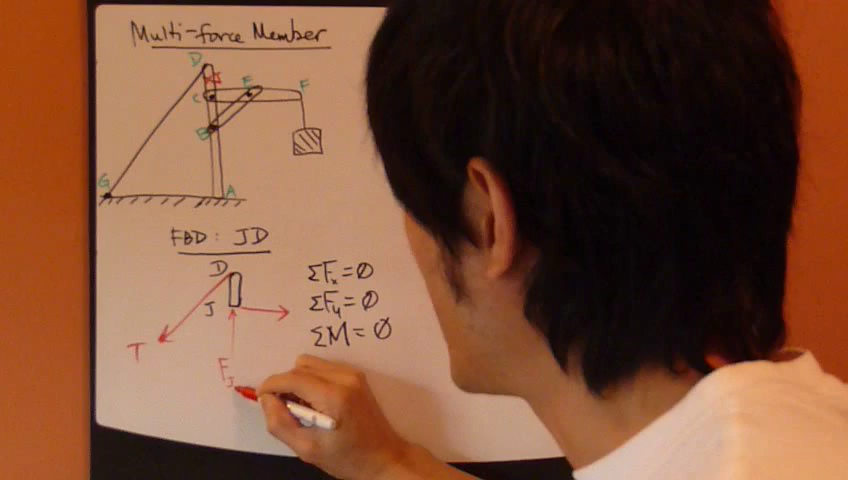 Multi-force Member
D
J
E
F
C
B
G
A
FBD: JD
D
J
T
F_J
ΣF_x = 0
ΣF_y = 0
ΣM = 0